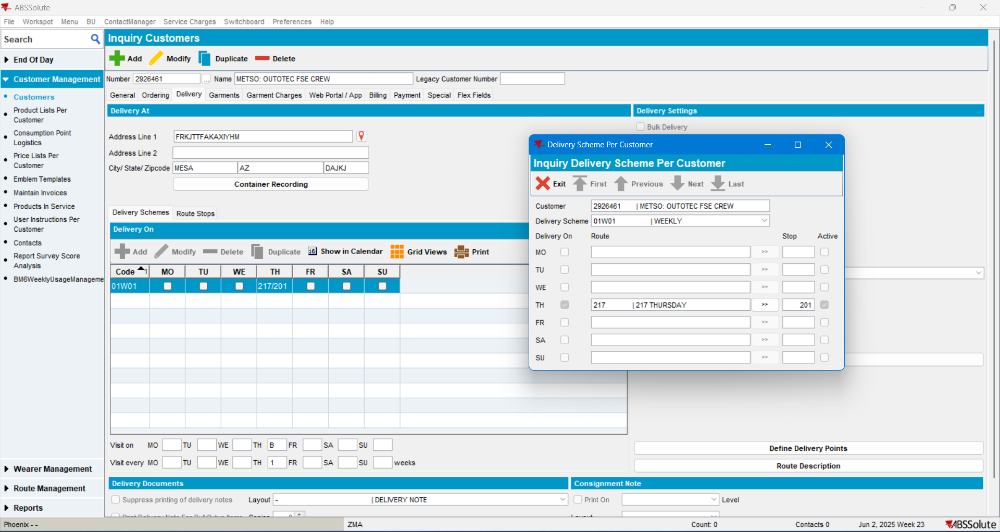 ABSSolute
File Workspot Menu BU ContactManager Service Charges Switchboard Preferences Help
Search
Inquiry Customers
Add Modify Duplicate Delete
End Of Day
Customer Management
Customers
Product Lists Per
Customer
Consumption Point
Logistics
Price Lists Per
Customer
Emblem Templates
Maintain Invoices
Products In Service
User Instructions Per
Customer
Contacts
Report Survey Score
Analysis
BM6WeeklyUsageManageme
Wearer Management
Route Management
Reports
Number 2926461 ... Name METSO: OUTOTEC FSE CREW Legacy Customer Number
General Ordering Delivery Garments Garment Charges Web Portal / App Billing Payment Special Flex Fields
Delivery At
Address Line 1 FRKJTTFAKAXIYHM
Address Line 2
City/ State/ Zipcode MESA AZ DAJKJ
Container Recording
Delivery Schemes Route Stops
Delivery On
Add Modify Delete Duplicate 16 Show in Calendar Grid Views Print
Code 1 MO TU WE TH FR SA SU
01W01 217/201
Visit on MO TU WE TH B FR SA SU
Visit every MO TU WE TH 1 FR SA SU weeks
Delivery Settings
Bulk Delivery
Delivery Scheme Per Customer
Inquiry Delivery Scheme Per Customer
Exit First Previous Next Last
Customer 2926461 | METSO: OUTOTEC FSE CREW
Delivery Scheme 01W01 | WEEKLY
Delivery On Route Stop Active
MO >>
TU >>
WE >>
TH 217 | 217 THURSDAY >> 201
FR >>
SA >>
SU >>
Define Delivery Points
Route Description
Delivery Documents
Suppress printing of delivery notes Layout - | DELIVERY NOTE
Consignment Note
Print On Level
Phoenix - - ZMA Count: 0 Contacts 0 Jun 2, 2025 Week 23 ABSSolute